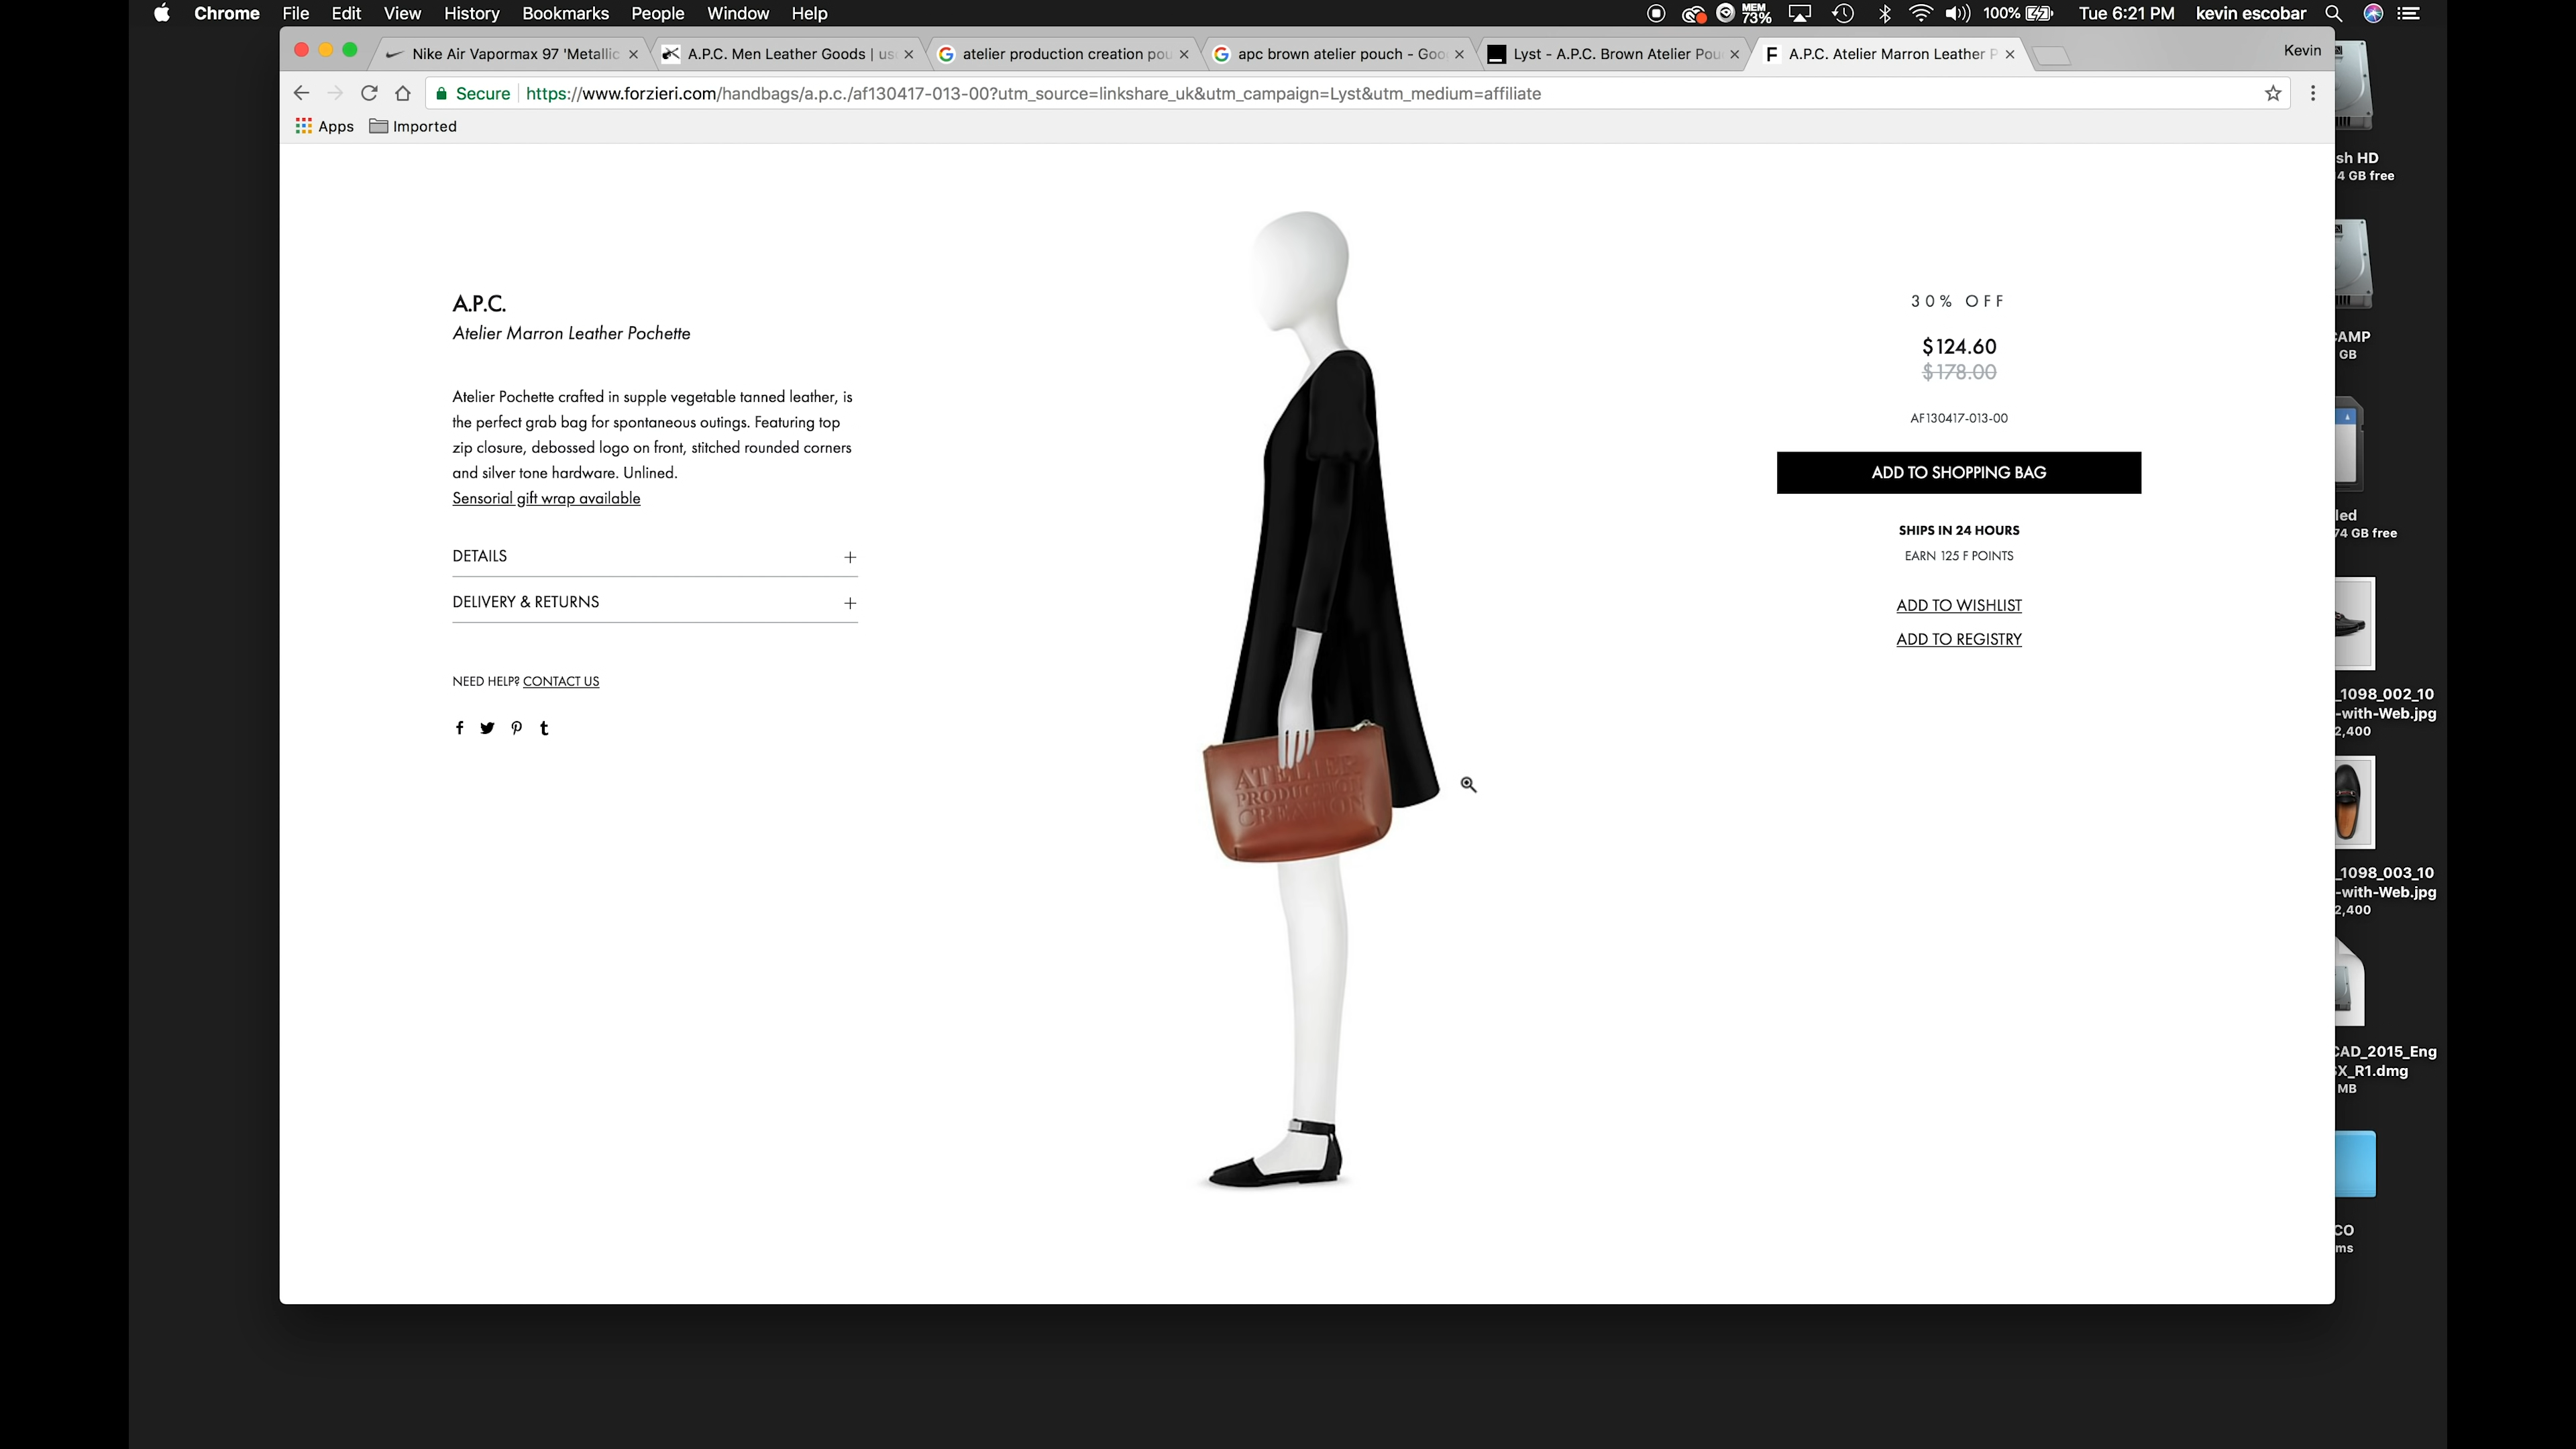 Chrome File Edit View History Bookmarks People Window Help
MEM 73% 100% Tue 6:21 PM kevin escobar
Nike Air Vapormax 97 'Metallic
A.P.C. Men Leather Goods | us
atelier production creation pou
apc brown atelier pouch - Goo
Lyst - A.P.C. Brown Atelier Pou
F A.P.C. Atelier Marron Leather P
Kevin
Secure https://www.forzieri.com/handbags/a.p.c./af130417-013-00?utm_source=linkshare_uk&utm_campaign=Lyst&utm_medium=affiliate
Apps Imported
A.P.C.
Atelier Marron Leather Pochette
Atelier Pochette crafted in supple vegetable tanned leather, is
the perfect grab bag for spontaneous outings. Featuring top
zip closure, debossed logo on front, stitched rounded corners
and silver tone hardware. Unlined.
Sensorial gift wrap available
DETAILS +
DELIVERY & RETURNS +
NEED HELP? CONTACT US
ATELIER
PRODUCTION
CREATION
30% OFF
$124.60
$178.00
AF130417-013-00
ADD TO SHOPPING BAG
SHIPS IN 24 HOURS
EARN 125 F POINTS
ADD TO WISHLIST
ADD TO REGISTRY
sh HD
4 GB free
CAMP
GB
led
74 GB free
_1098_002_10
-with-Web.jpg
2,400
_1098_003_10
-with-Web.jpg
2,400
CAD_2015_Eng
SX_R1.dmg
MB
CO
ms